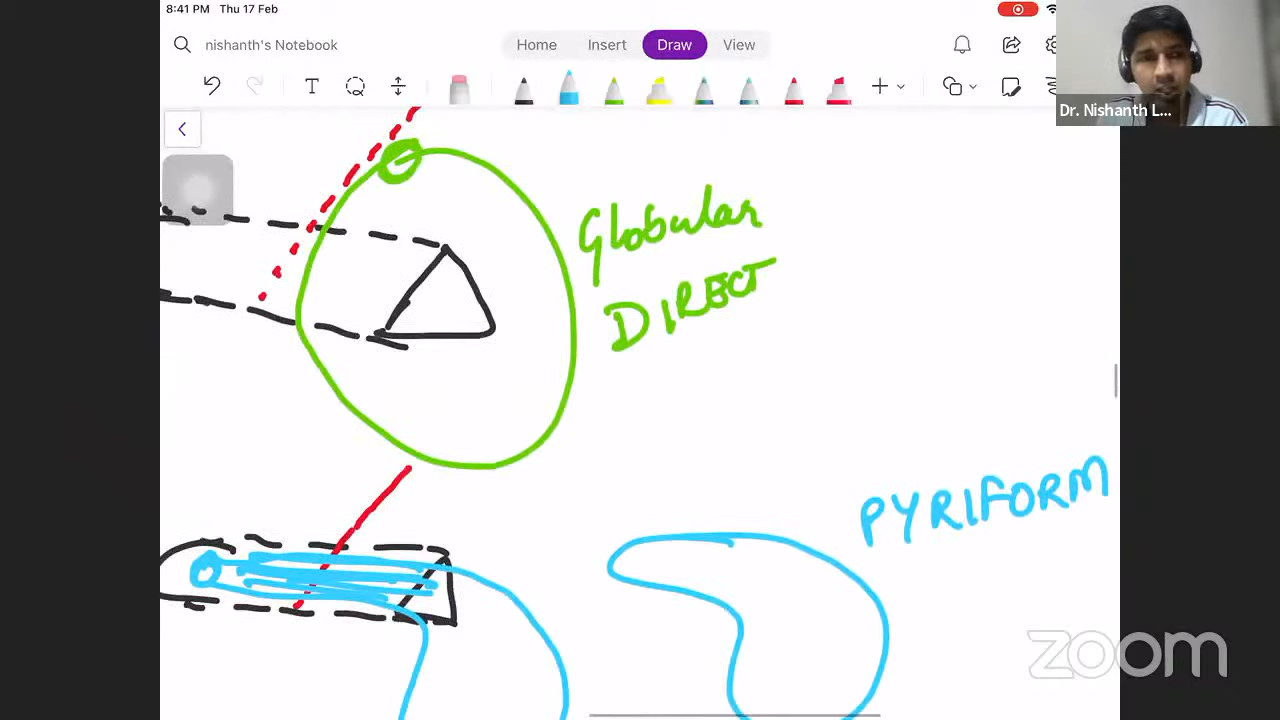 8:41 PM Thu 17 Feb
nishanth's Notebook
Home Insert Draw View
Dr. Nishanth L...
Globular
DIRECT
PYRIFORM
zoom